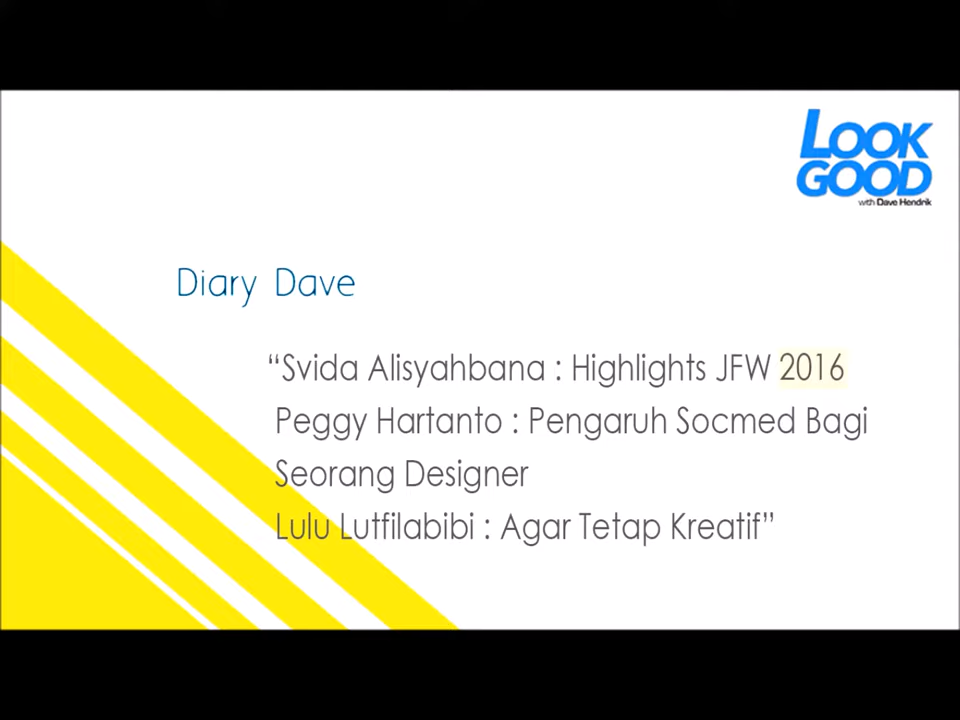 LOOK
GOOD
with Dave Hendrik
Diary Dave
“Svida Alisyahbana : Highlights JFW 2016
Peggy Hartanto : Pengaruh Socmed Bagi
Seorang Designer
Lulu Lutfilabibi : Agar Tetap Kreatif”